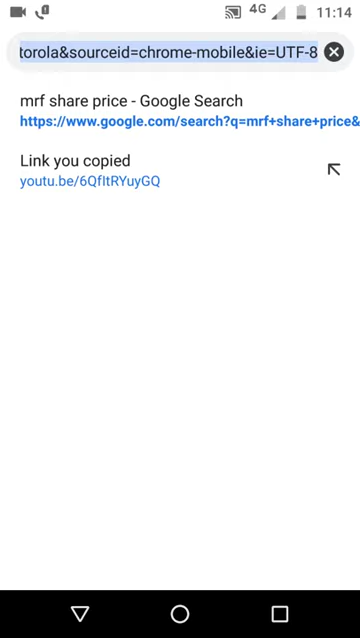 4G 11:14
torola&sourceid=chrome-mobile&ie=UTF-8
mrf share price - Google Search
https://www.google.com/search?q=mrf+share+price&
Link you copied
youtu.be/6QfItRYuyGQ